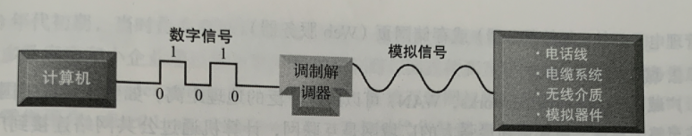 数字信号
1 1
0 0 0
计算机
调制解
调器
模拟信号
·电话线
·电缆系统
·无线介质
·模拟器件